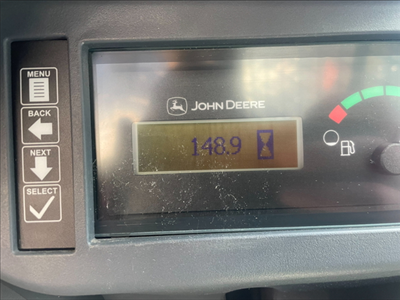 MENU
BACK
NEXT
SELECT
JOHN DEERE
148.9